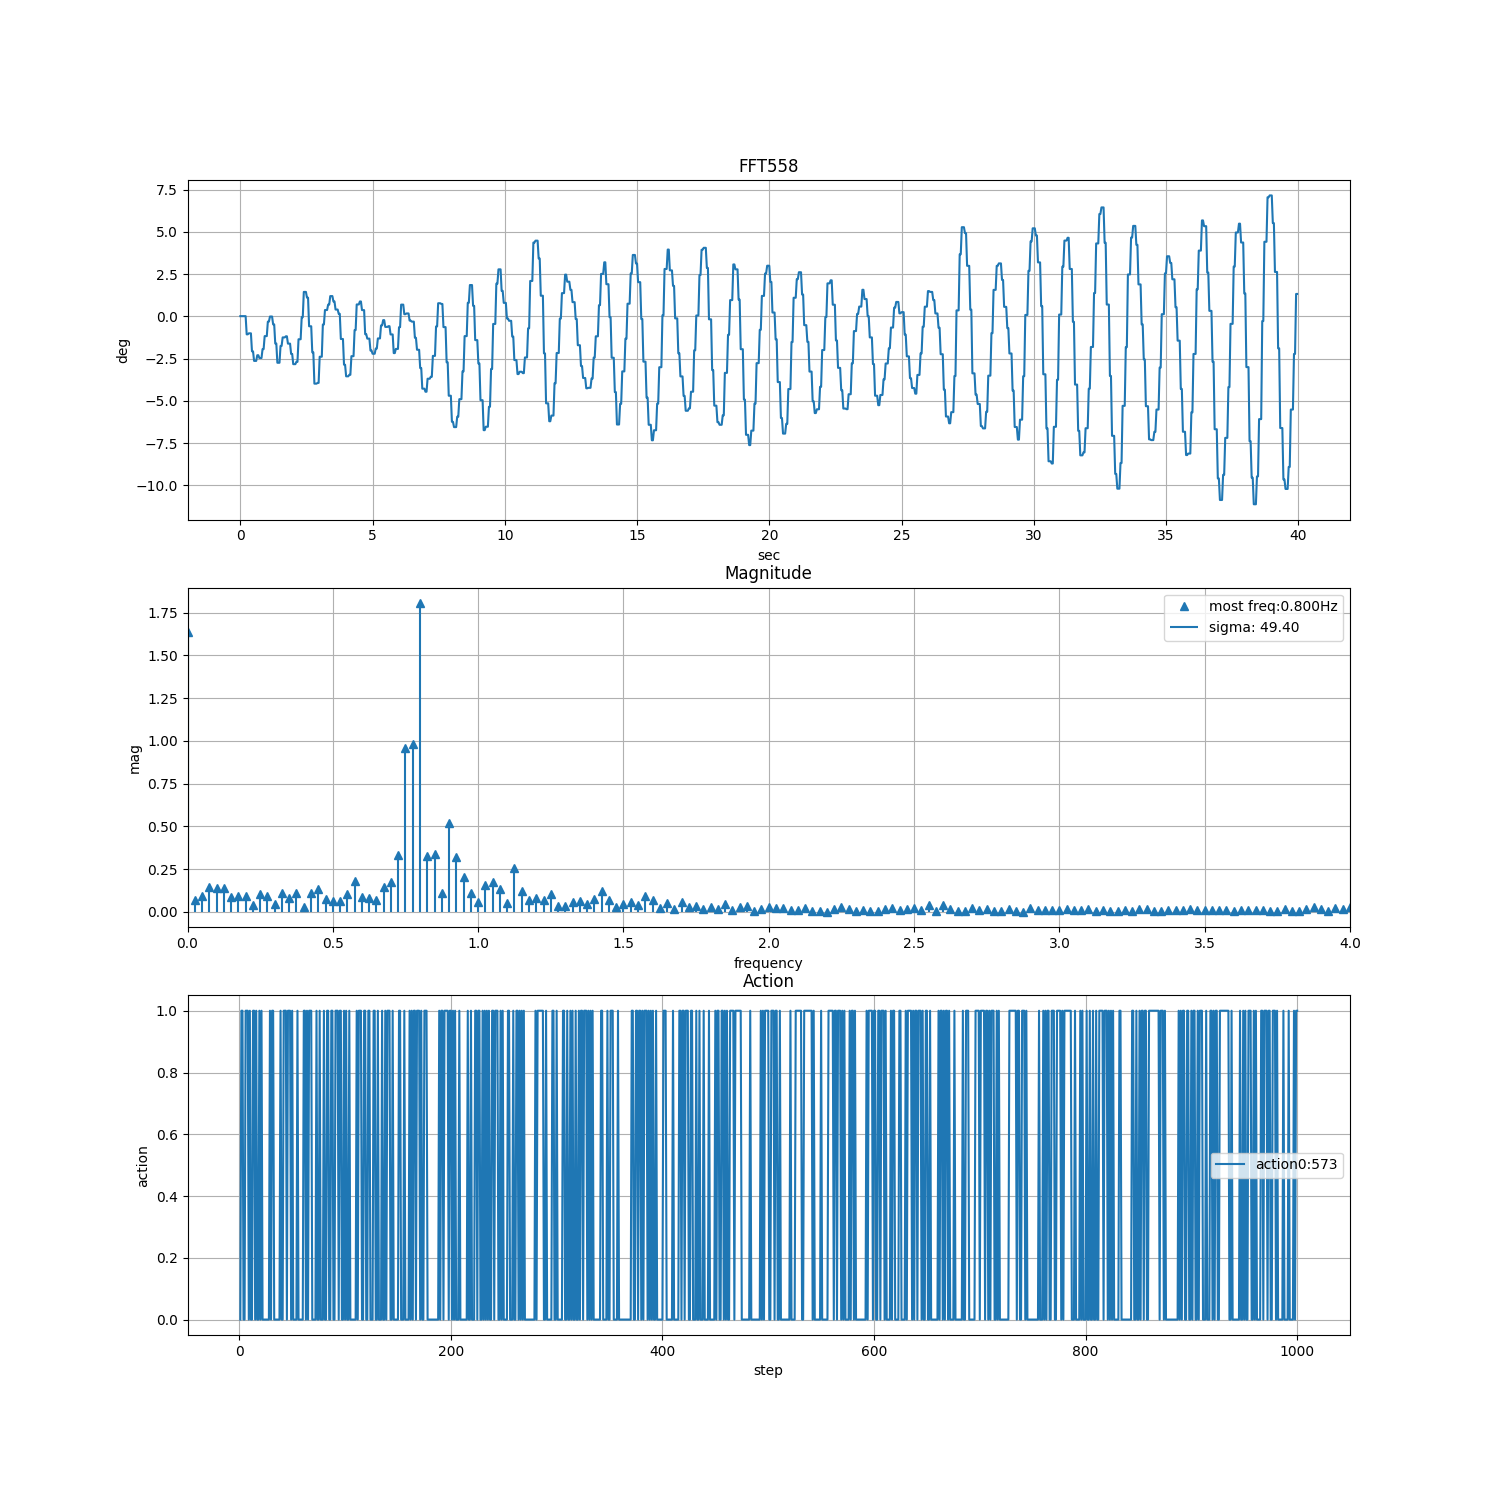 FFT558
7.5
5.0
2.5
0.0
−2.5
−5.0
−7.5
−10.0
deg
0 5 10 15 20 25 30 35 40
sec
Magnitude
1.75
1.50
1.25
1.00
0.75
0.50
0.25
0.00
mag
most freq:0.800Hz
sigma: 49.40
0.0 0.5 1.0 1.5 2.0 2.5 3.0 3.5 4.0
frequency
Action
1.0
0.8
0.6
0.4
0.2
0.0
action
action0:573
0 200 400 600 800 1000
step